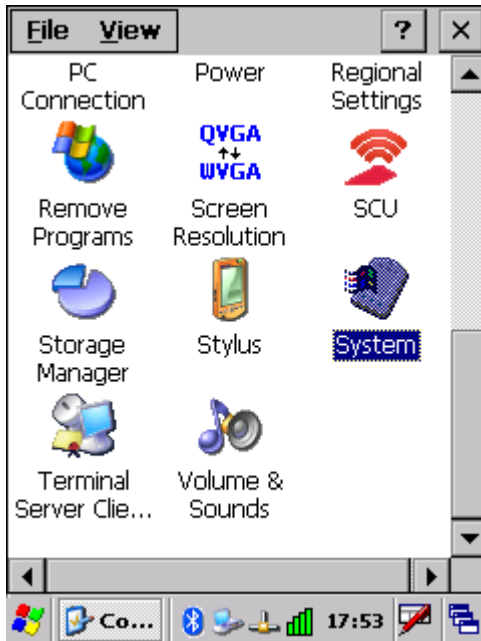 File View ?
PC Connection
Power
Regional Settings
QVGA
WVGA
Remove Programs
Screen Resolution
SCU
Storage Manager
Stylus
System
Terminal Server Clie...
Volume & Sounds
Co...
17:53